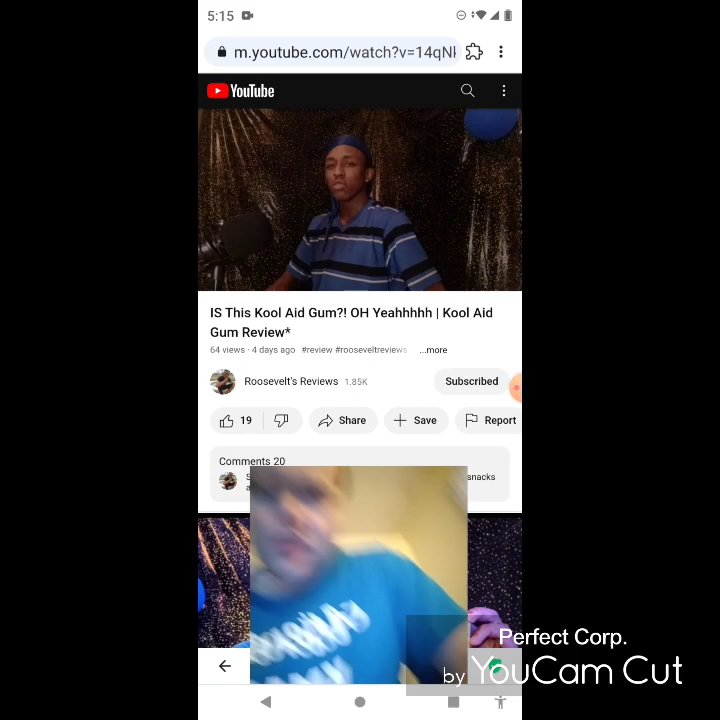 5:15
m.youtube.com/watch?v=14qN
YouTube
IS This Kool Aid Gum?! OH Yeahhhhh | Kool Aid
Gum Review*
64 views · 4 days ago #review #rooseveltreviews ...more
Roosevelt's Reviews 1.85K
Subscribed
19
Share
Save
Report
Comments 20
snacks
Perfect Corp.
by YouCam Cut